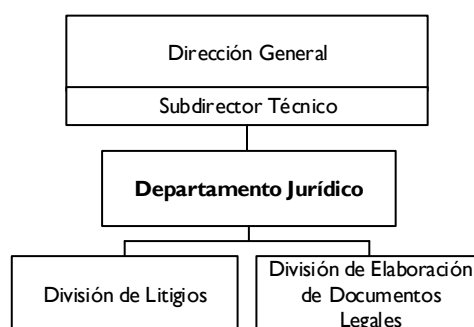 Dirección General
Subdirector Técnico
Departamento Jurídico
División de Litigios
División de Elaboración
de Documentos
Legales